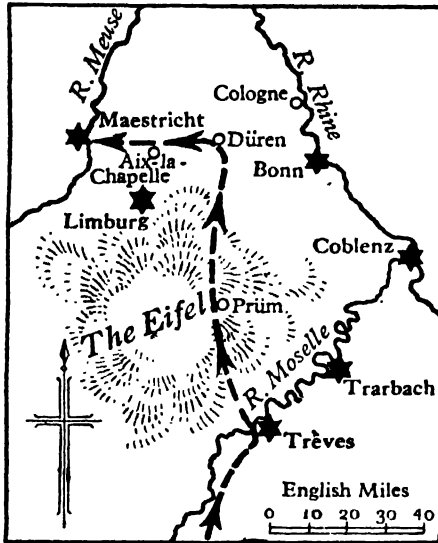 R. Meuse
R. Rhine
Cologne
Maestricht
Düren
Aix-la-
Chapelle
Bonn
Limburg
Coblenz
The Eifel
Prüm
R. Moselle
Trarbach
Trèves
English Miles
0 10 20 30 40